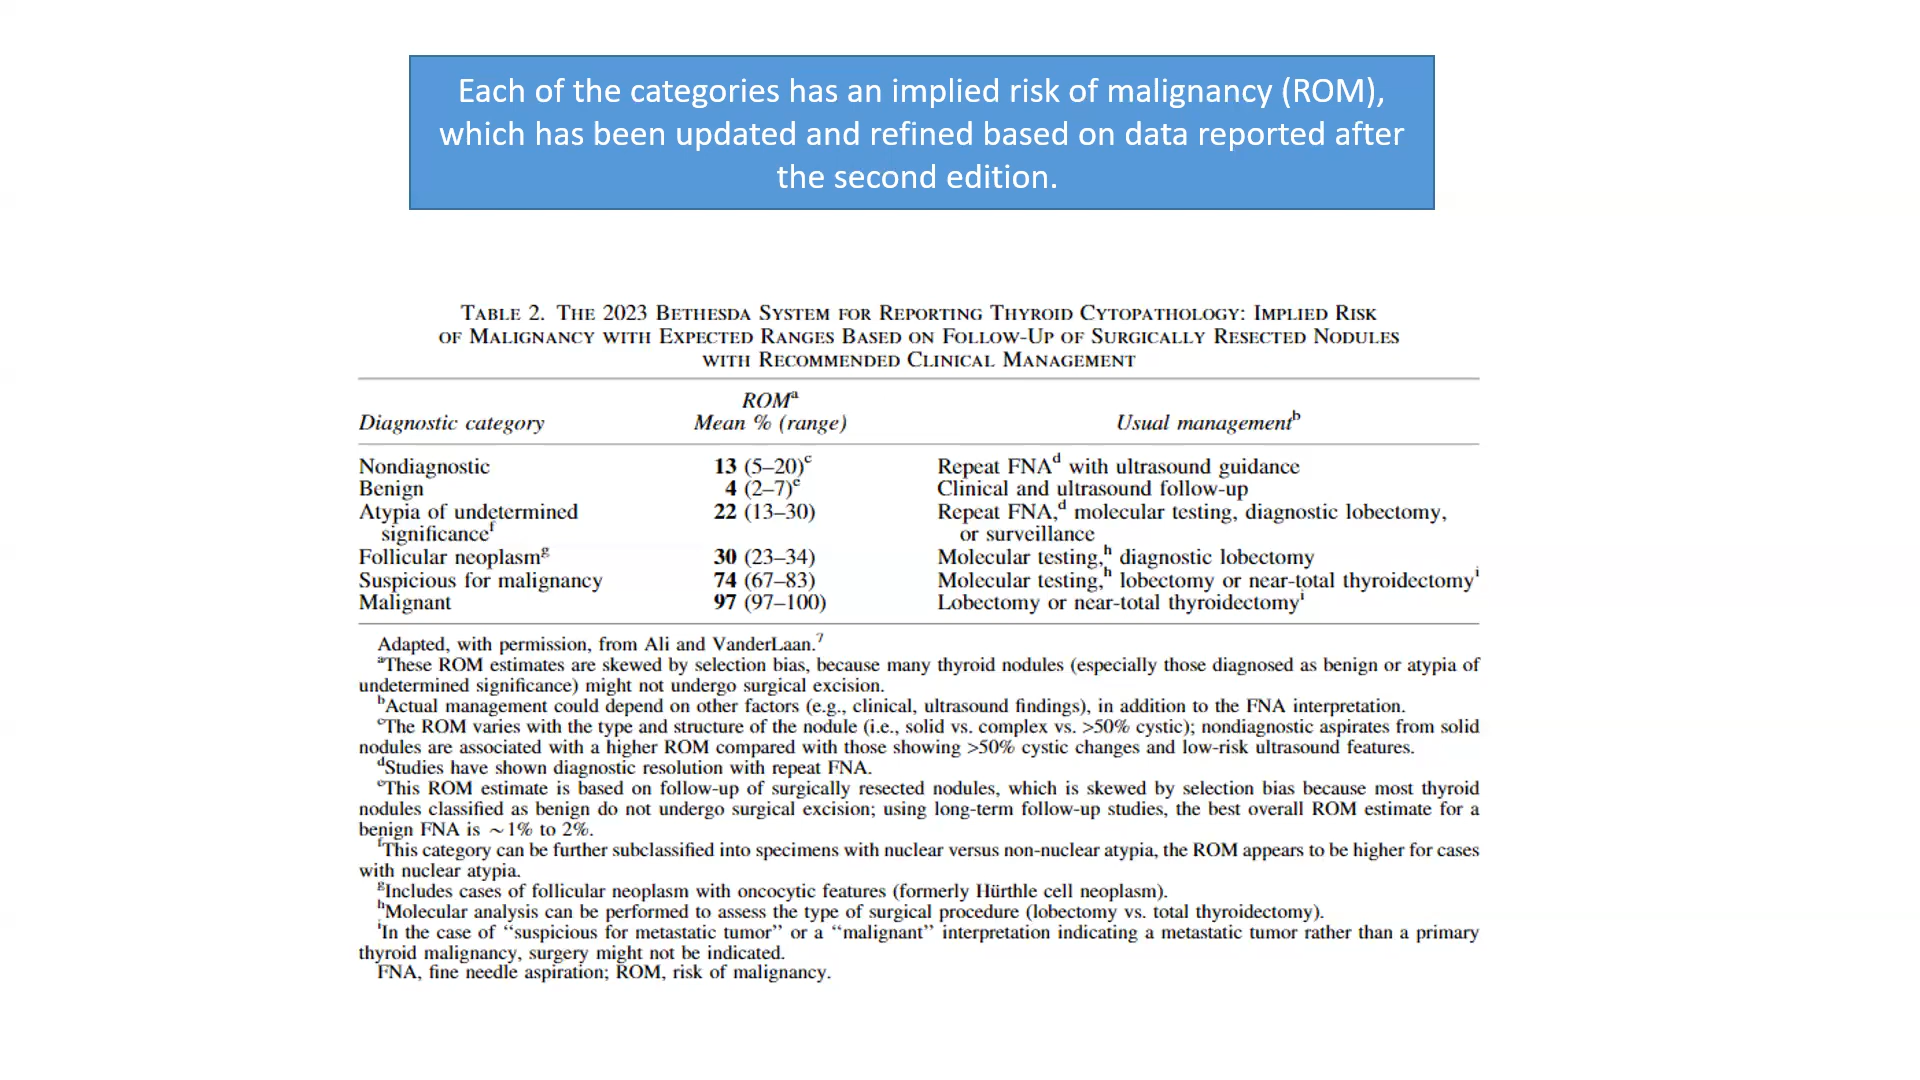 Each of the categories has an implied risk of malignancy (ROM),
which has been updated and refined based on data reported after
the second edition.
TABLE 2. THE 2023 BETHESDA SYSTEM FOR REPORTING THYROID CYTOPATHOLOGY: IMPLIED RISK
OF MALIGNANCY WITH EXPECTED RANGES BASED ON FOLLOW-UP OF SURGICALLY RESECTED NODULES
WITH RECOMMENDED CLINICAL MANAGEMENT
Diagnostic category ROMa Mean % (range) Usual managementb
Nondiagnostic 13 (5–20)c Repeat FNAd with ultrasound guidance
Benign 4 (2–7)e Clinical and ultrasound follow-up
Atypia of undetermined 22 (13–30) Repeat FNA,d molecular testing, diagnostic lobectomy,
significancef or surveillance
Follicular neoplasmg 30 (23–34) Molecular testing,h diagnostic lobectomy
Suspicious for malignancy 74 (67–83) Molecular testing,h lobectomy or near-total thyroidectomyi
Malignant 97 (97–100) Lobectomy or near-total thyroidectomyi
Adapted, with permission, from Ali and VanderLaan.7
aThese ROM estimates are skewed by selection bias, because many thyroid nodules (especially those diagnosed as benign or atypia of
undetermined significance) might not undergo surgical excision.
bActual management could depend on other factors (e.g., clinical, ultrasound findings), in addition to the FNA interpretation.
cThe ROM varies with the type and structure of the nodule (i.e., solid vs. complex vs. >50% cystic); nondiagnostic aspirates from solid
nodules are associated with a higher ROM compared with those showing >50% cystic changes and low-risk ultrasound features.
dStudies have shown diagnostic resolution with repeat FNA.
eThis ROM estimate is based on follow-up of surgically resected nodules, which is skewed by selection bias because most thyroid
nodules classified as benign do not undergo surgical excision; using long-term follow-up studies, the best overall ROM estimate for a
benign FNA is ~1% to 2%.
fThis category can be further subclassified into specimens with nuclear versus non-nuclear atypia, the ROM appears to be higher for cases
with nuclear atypia.
gIncludes cases of follicular neoplasm with oncocytic features (formerly Hürthle cell neoplasm).
hMolecular analysis can be performed to assess the type of surgical procedure (lobectomy vs. total thyroidectomy).
iIn the case of ‘‘suspicious for metastatic tumor’’ or a ‘‘malignant’’ interpretation indicating a metastatic tumor rather than a primary
thyroid malignancy, surgery might not be indicated.
FNA, fine needle aspiration; ROM, risk of malignancy.